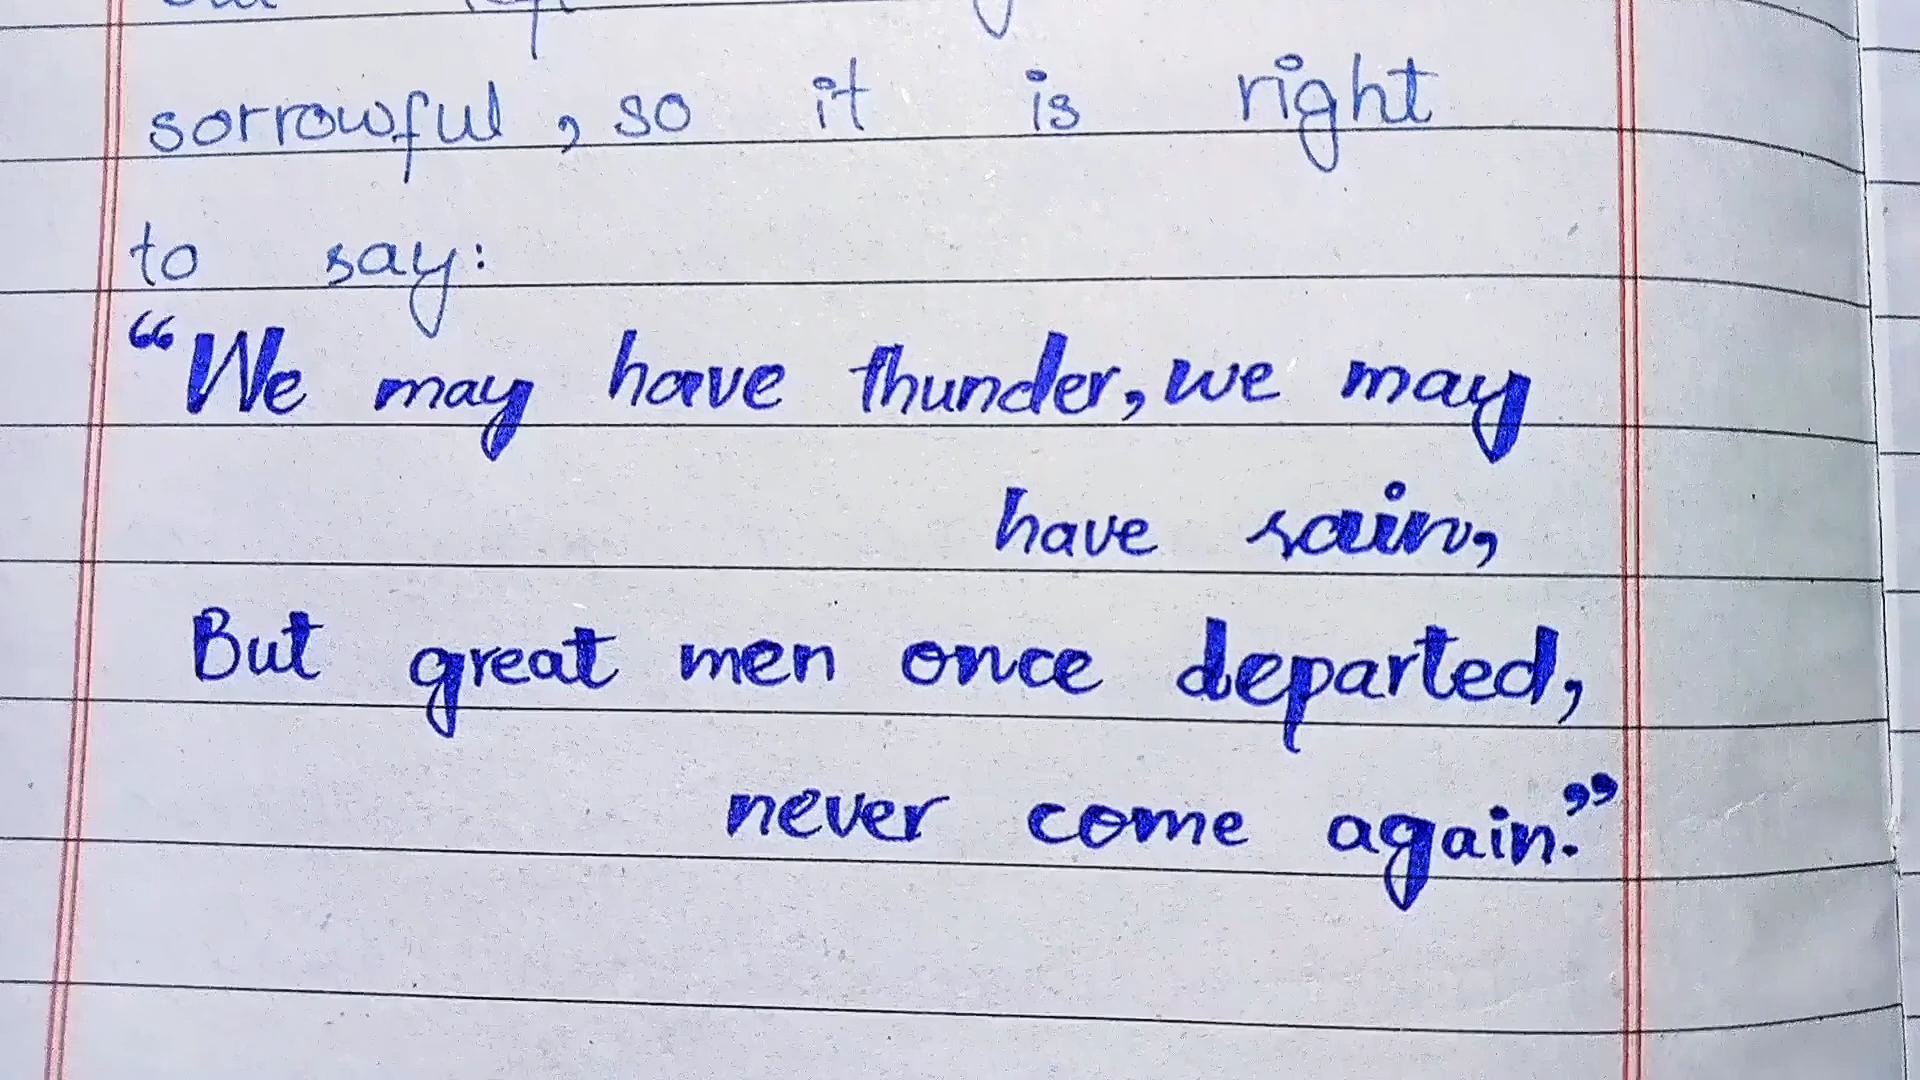 sorrowful, so it is right
to say:
“We may have thunder, we may
have rain,
But great men once departed,
never come again.”